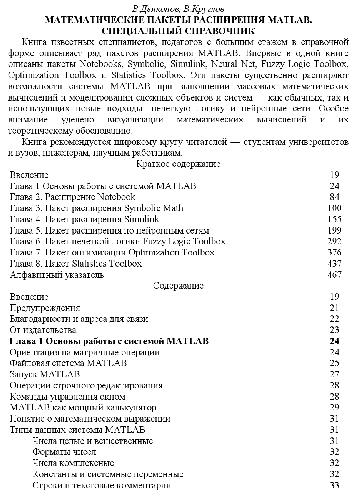 В.Дьяконов, В.Круглов
МАТЕМАТИЧЕСКИЕ ПАКЕТЫ РАСШИРЕНИЯ MATLAB.
СПЕЦИАЛЬНЫЙ СПРАВОЧНИК
Книга известных специалистов, педагогов с большим стажем в справочной
форме описывает ряд пакетов расширения MATLAB. Впервые в одной книге
описаны пакеты Notebooks, Symbolic, Simulink, Neural Net, Fuzzy Logic Toolbox,
Optimization Toolbox и Statistics Toolbox. Эти пакеты существенно расширяют
возможности системы MATLAB при выполнении массовых математических
вычислений и моделировании сложных объектов и систем — как обычных, так и
использующих новые подходы: нечеткую логику и нейронные сети. Особое
внимание уделено визуализации математических вычислений и их
теоретическому обоснованию.
Книга рекомендуется широкому кругу читателей — студентам университетов
и вузов, инженерам, научным работникам.
Краткое содержание
Введение 19
Глава 1 Основы работы с системой MATLAB 24
Глава 2. Расширение Notebook 84
Глава 3. Пакет расширения Symbolic Math 100
Глава 4. Пакет расширения Simulink 155
Глава 5. Пакет расширения по нейронным сетям 199
Глава 6. Пакет нечеткой логики Fuzzy Logic Toolbox 292
Глава 7. Пакет оптимизации Optimization Toolbox 376
Глава 8. Пакет Statistics Toolbox 437
Алфавитный указатель 467
Содержание
Введение 19
Предупреждения 21
Благодарности и адреса для связи 22
От издательства 23
Глава 1 Основы работы с системой MATLAB 24
Ориентация на матричные операции 24
Файловая система MATLAB 25
Запуск MATLAB 27
Операции строчного редактирования 28
Команды управления окном 28
MATLAB как мощный калькулятор 29
Понятие о математическом выражении 31
Типы данных системы MATLAB 31
Числа целые и вещественные 31
Форматы чисел 32
Числа комплексные 32
Константы и системные переменные 32
Строки и текстовые комментарии 33